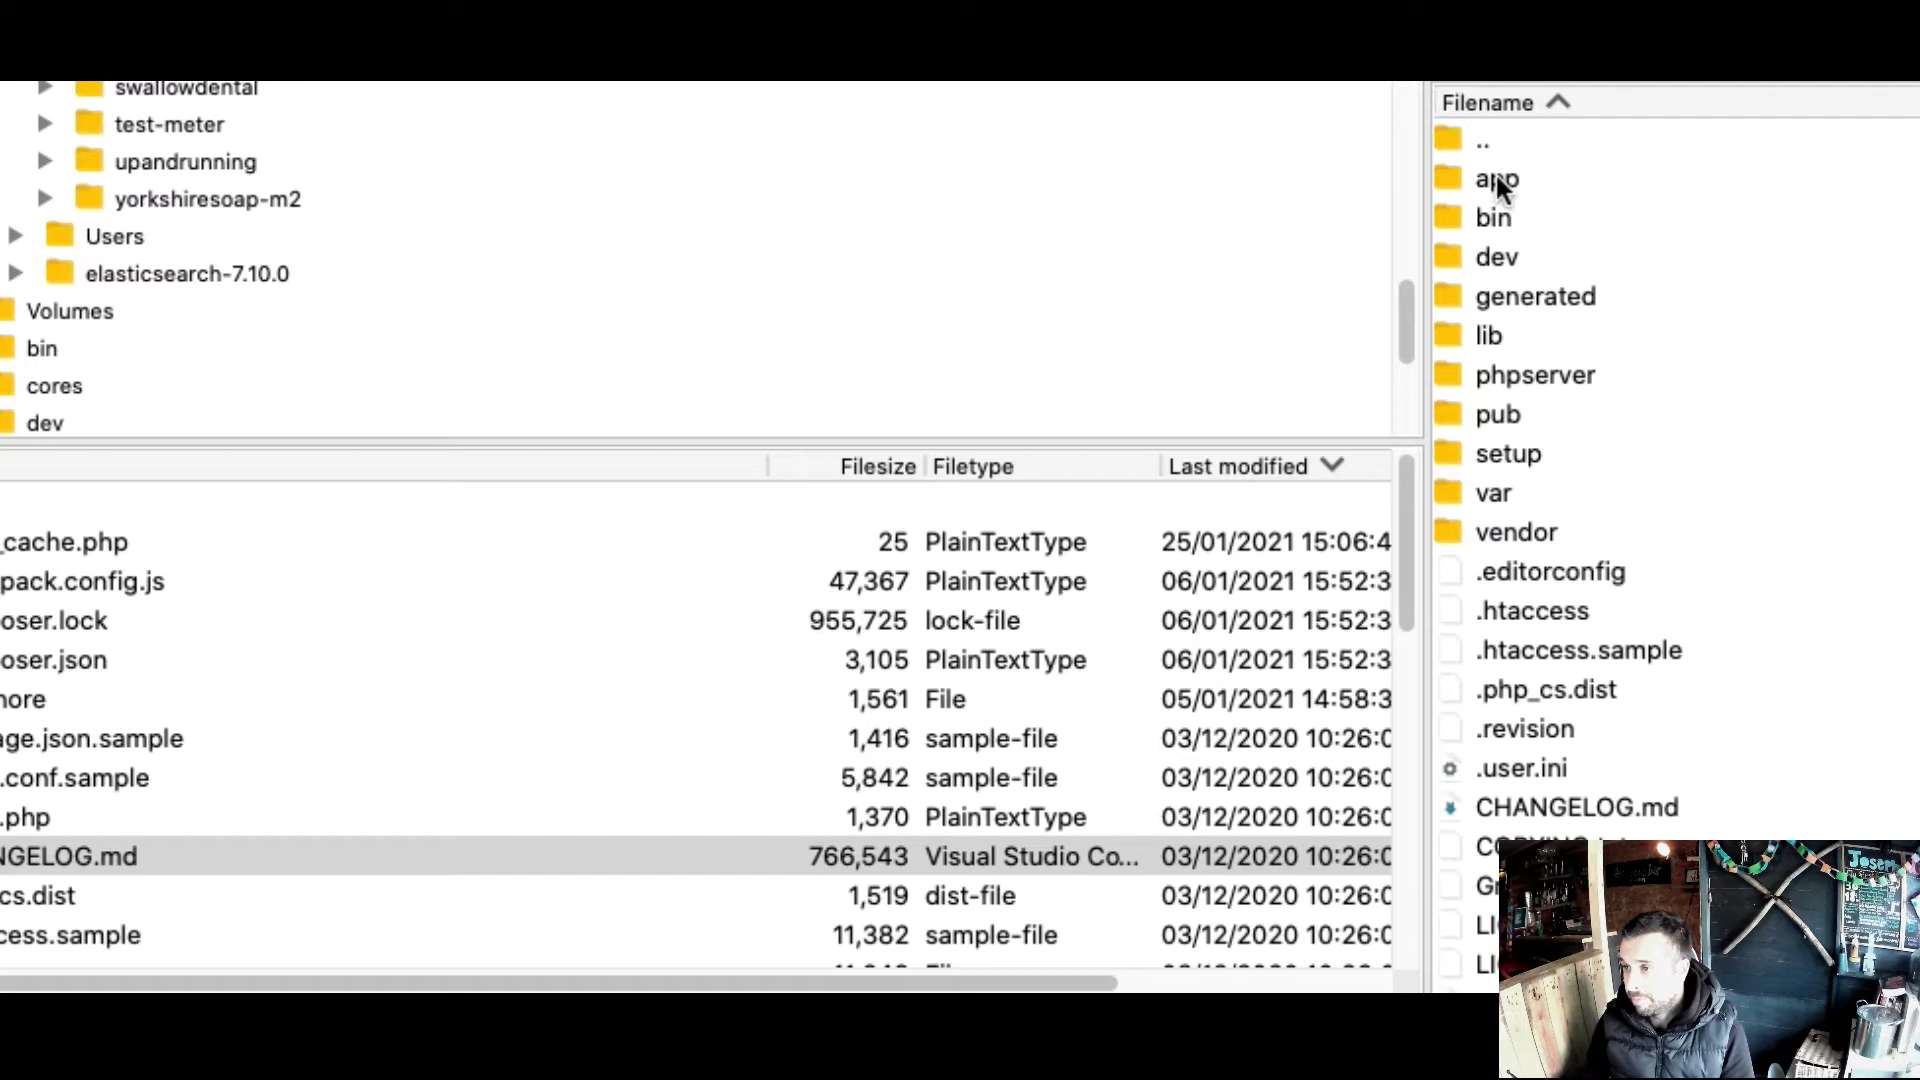 swallowdental
test-meter
upandrunning
yorkshiresoap-m2
Users
elasticsearch-7.10.0
Volumes
bin
cores
dev
Filesize Filetype Last modified
_cache.php 25 PlainTextType 25/01/2021 15:06:4
pack.config.js 47,367 PlainTextType 06/01/2021 15:52:3
oser.lock 955,725 lock-file 06/01/2021 15:52:3
oser.json 3,105 PlainTextType 06/01/2021 15:52:3
nore 1,561 File 05/01/2021 14:58:3
age.json.sample 1,416 sample-file 03/12/2020 10:26:0
.conf.sample 5,842 sample-file 03/12/2020 10:26:0
.php 1,370 PlainTextType 03/12/2020 10:26:0
NGELOG.md 766,543 Visual Studio Co... 03/12/2020 10:26:0
cs.dist 1,519 dist-file 03/12/2020 10:26:0
cess.sample 11,382 sample-file 03/12/2020 10:26:0
Filename
..
app
bin
dev
generated
lib
phpserver
pub
setup
var
vendor
.editorconfig
.htaccess
.htaccess.sample
.php_cs.dist
.revision
.user.ini
CHANGELOG.md
Gr
LI
LI
Joseph